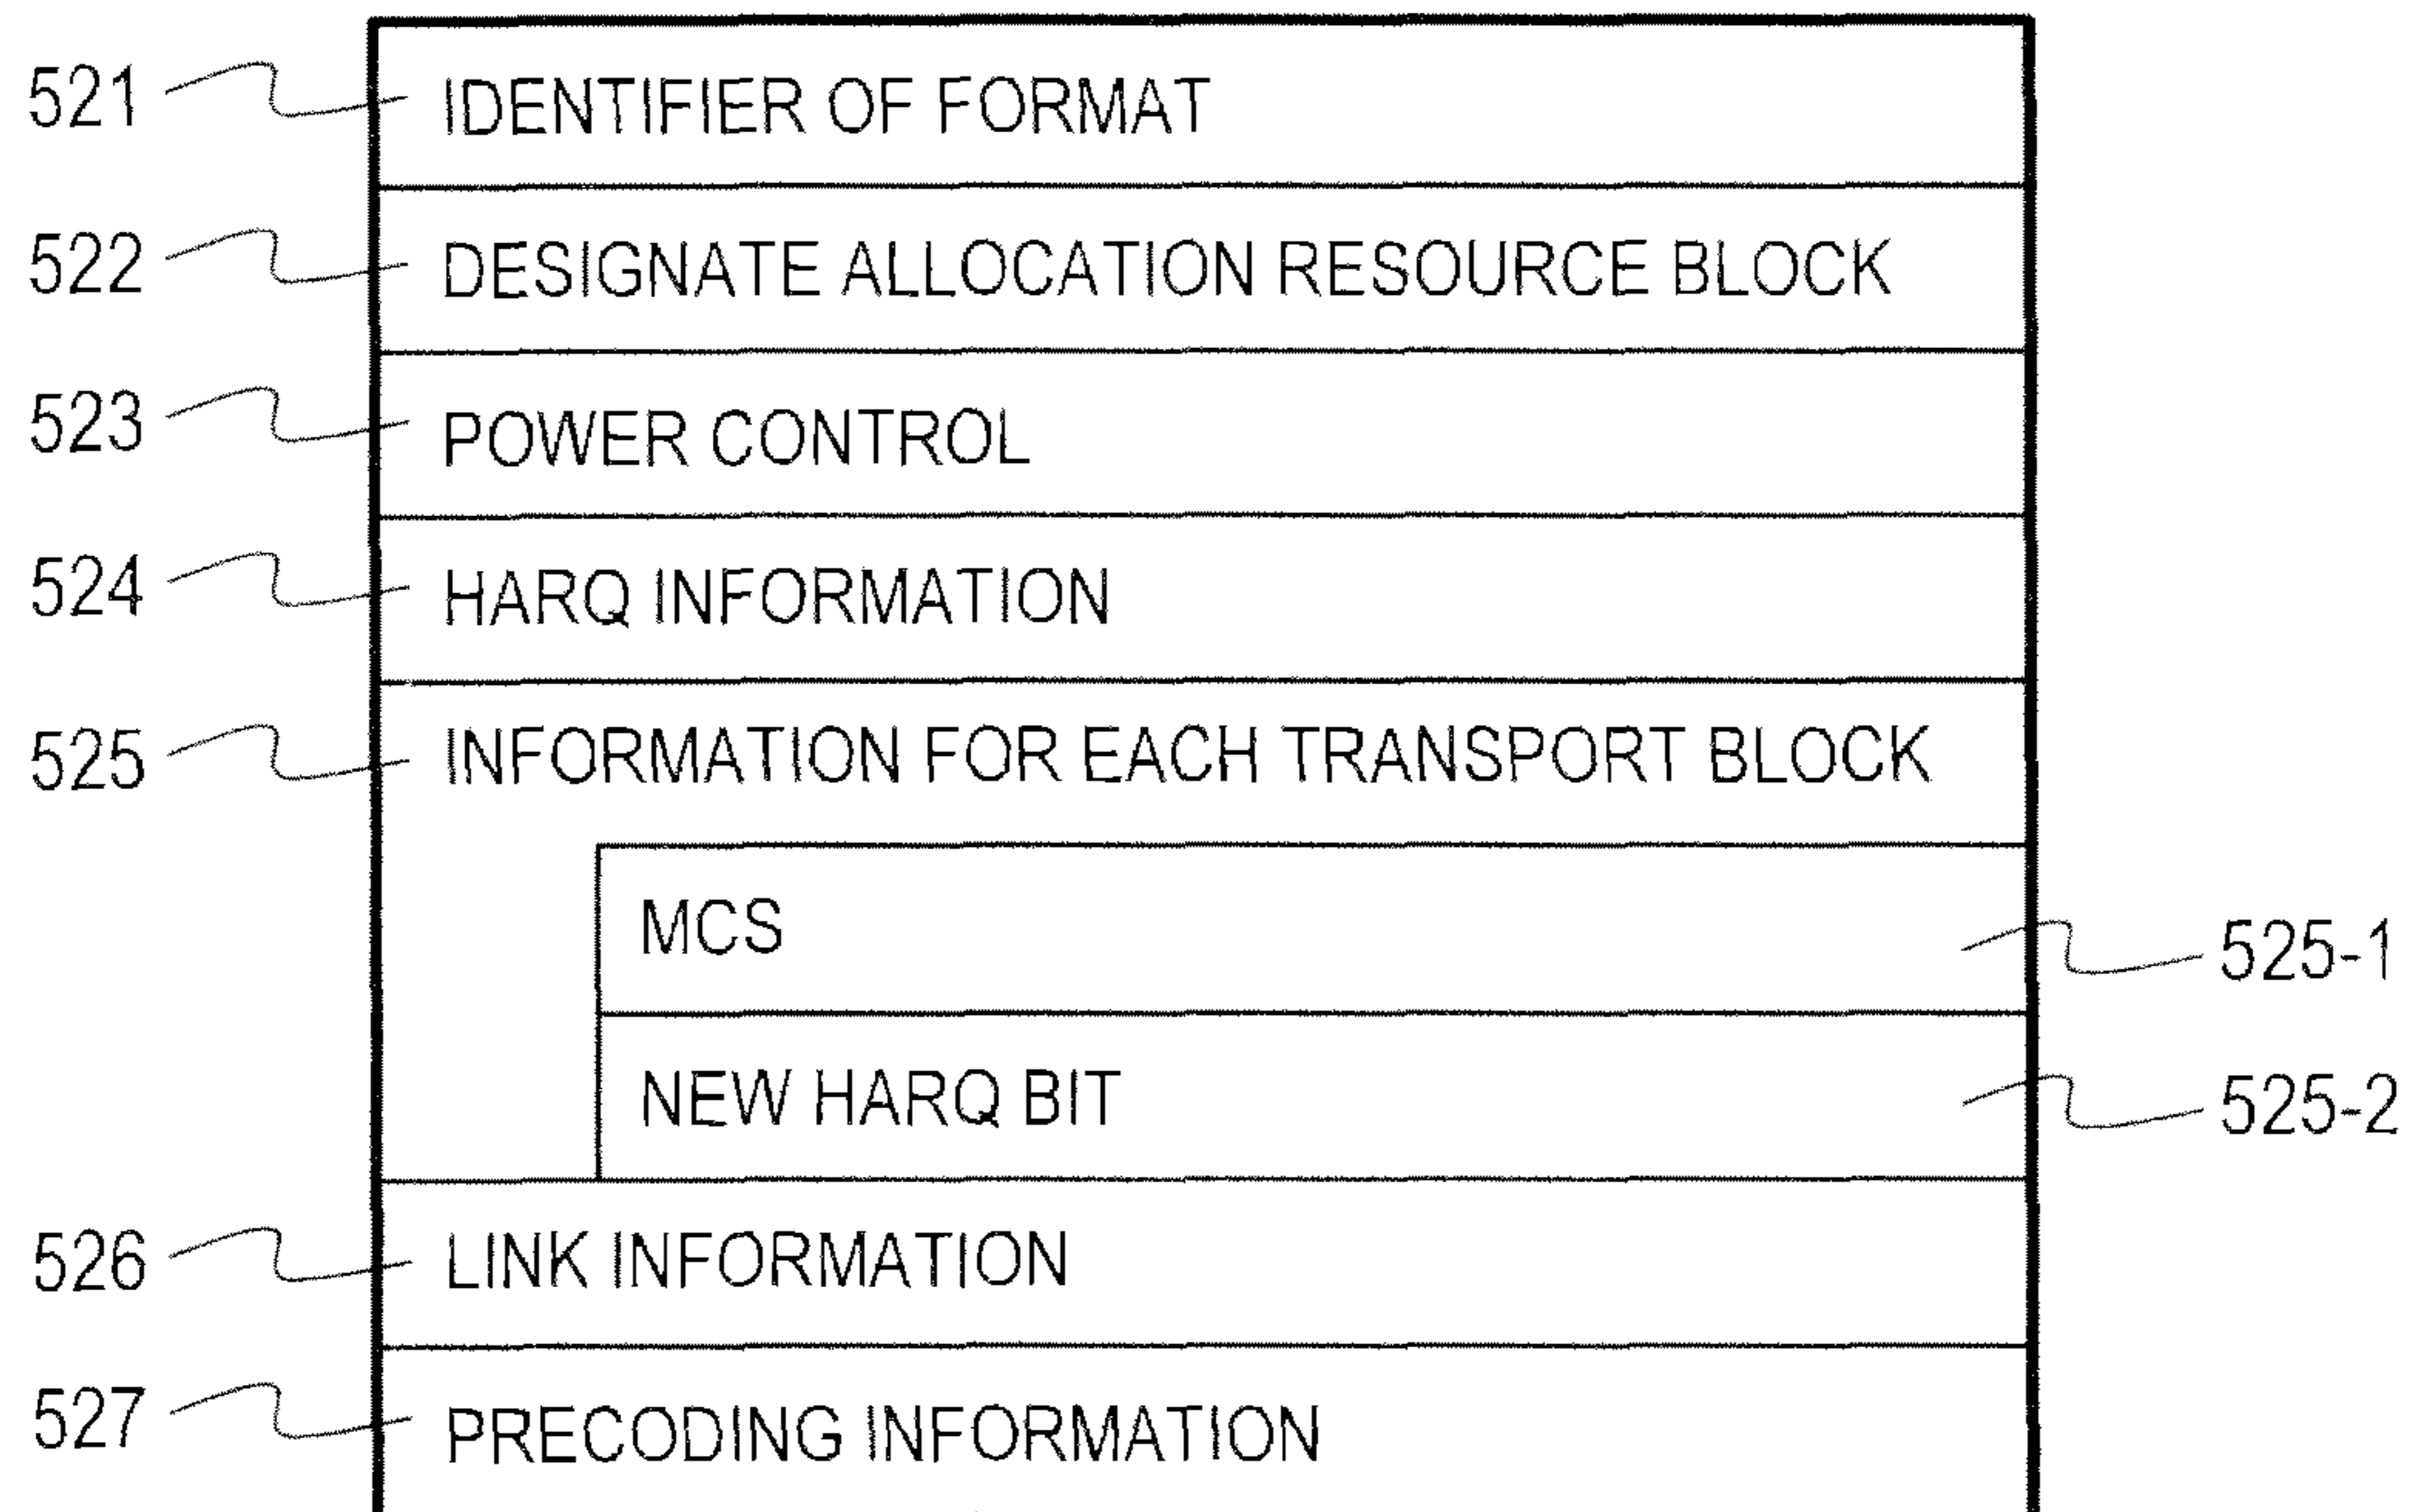 521 IDENTIFIER OF FORMAT
522 DESIGNATE ALLOCATION RESOURCE BLOCK
523 POWER CONTROL
524 HARQ INFORMATION
525 INFORMATION FOR EACH TRANSPORT BLOCK
MCS 525-1
NEW HARQ BIT 525-2
526 LINK INFORMATION
527 PRECODING INFORMATION